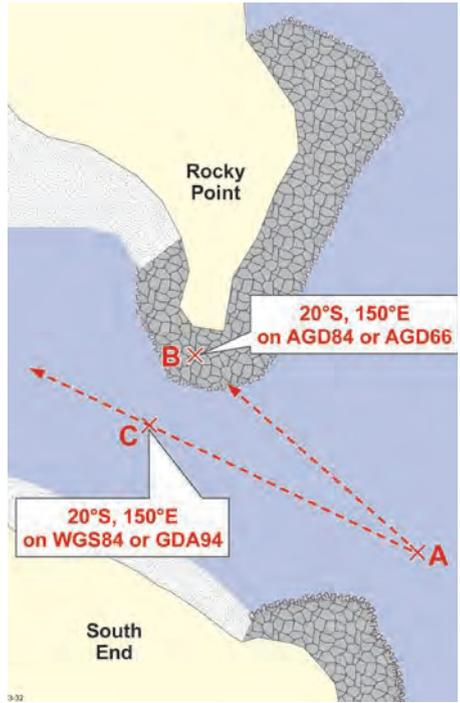 Rocky
Point
20°S, 150°E
on AGD84 or AGD66
B
C
20°S, 150°E
on WGS84 or GDA94
A
South
End
3-32